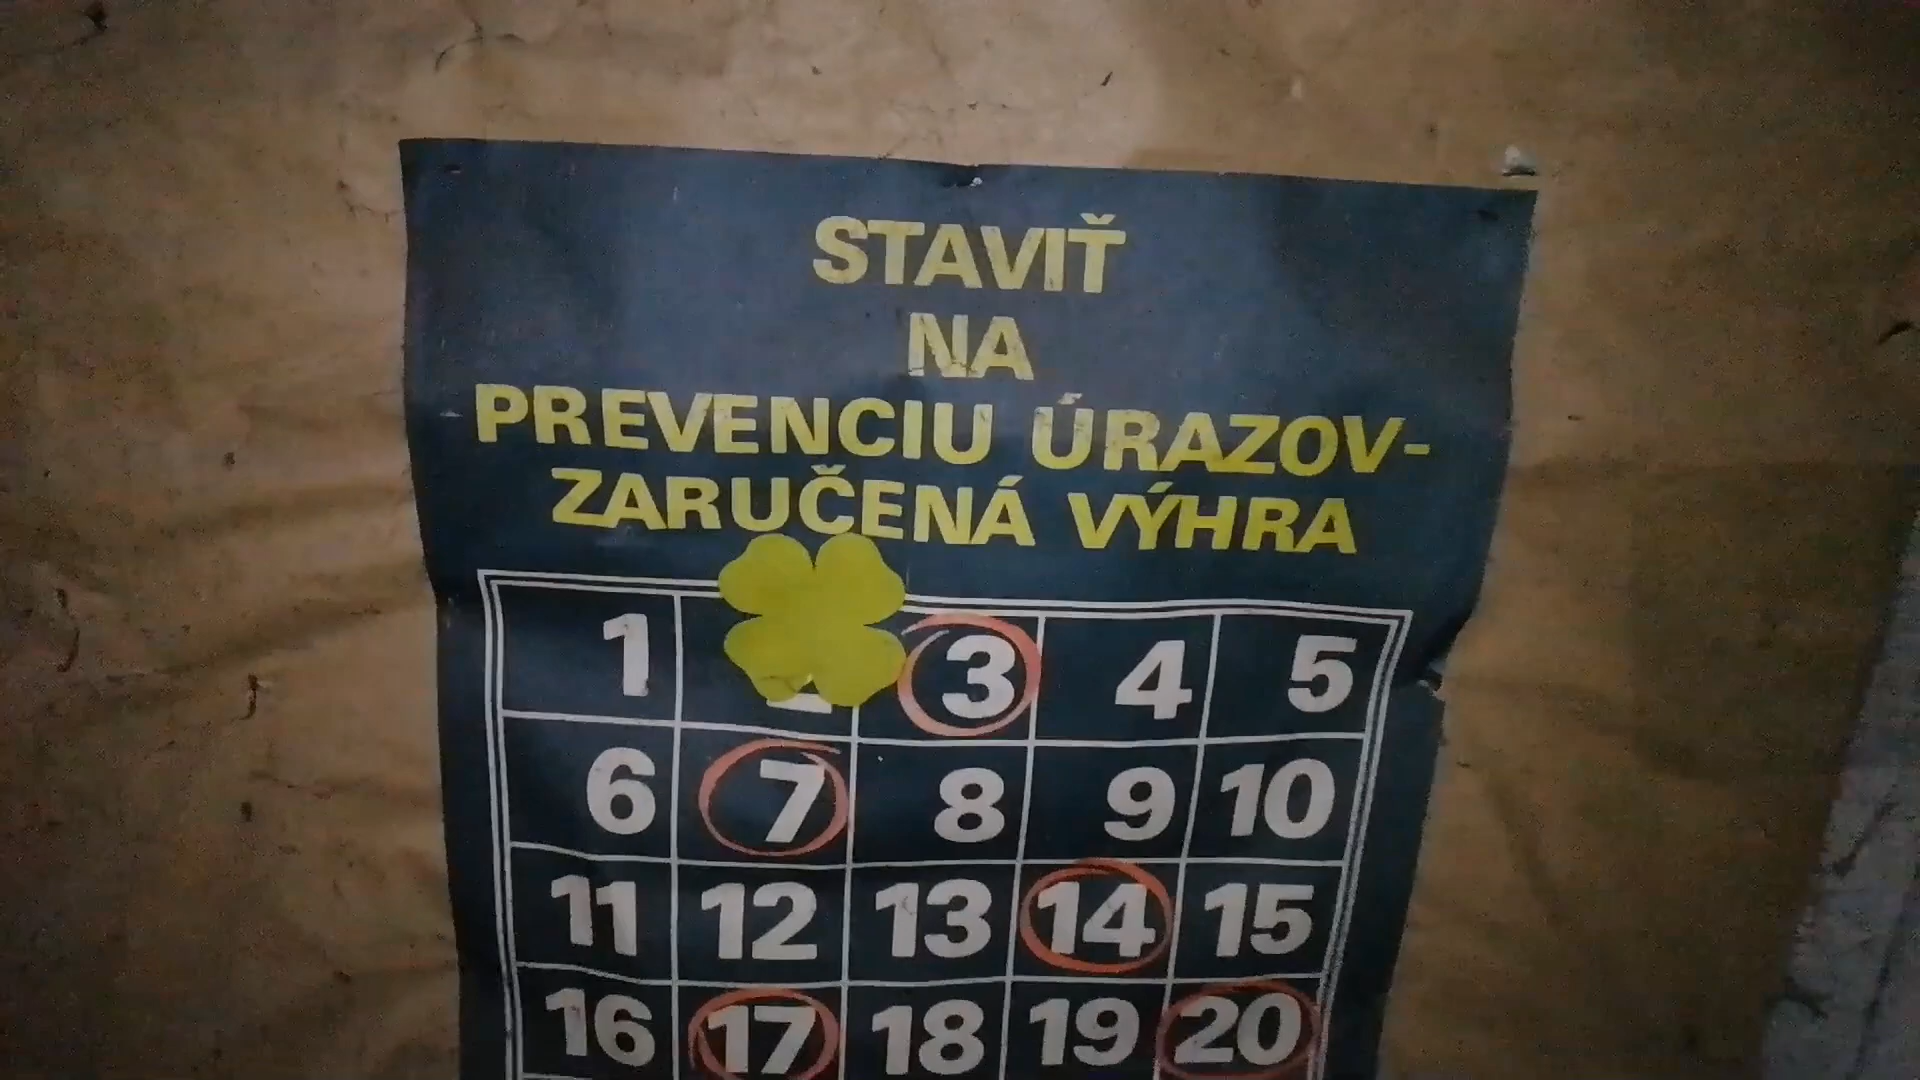 STAVIŤ
NA
PREVENCIU ÚRAZOV-
ZARUČENÁ VÝHRA
1 2 3 4 5
6 7 8 9 10
11 12 13 14 15
16 17 18 19 20